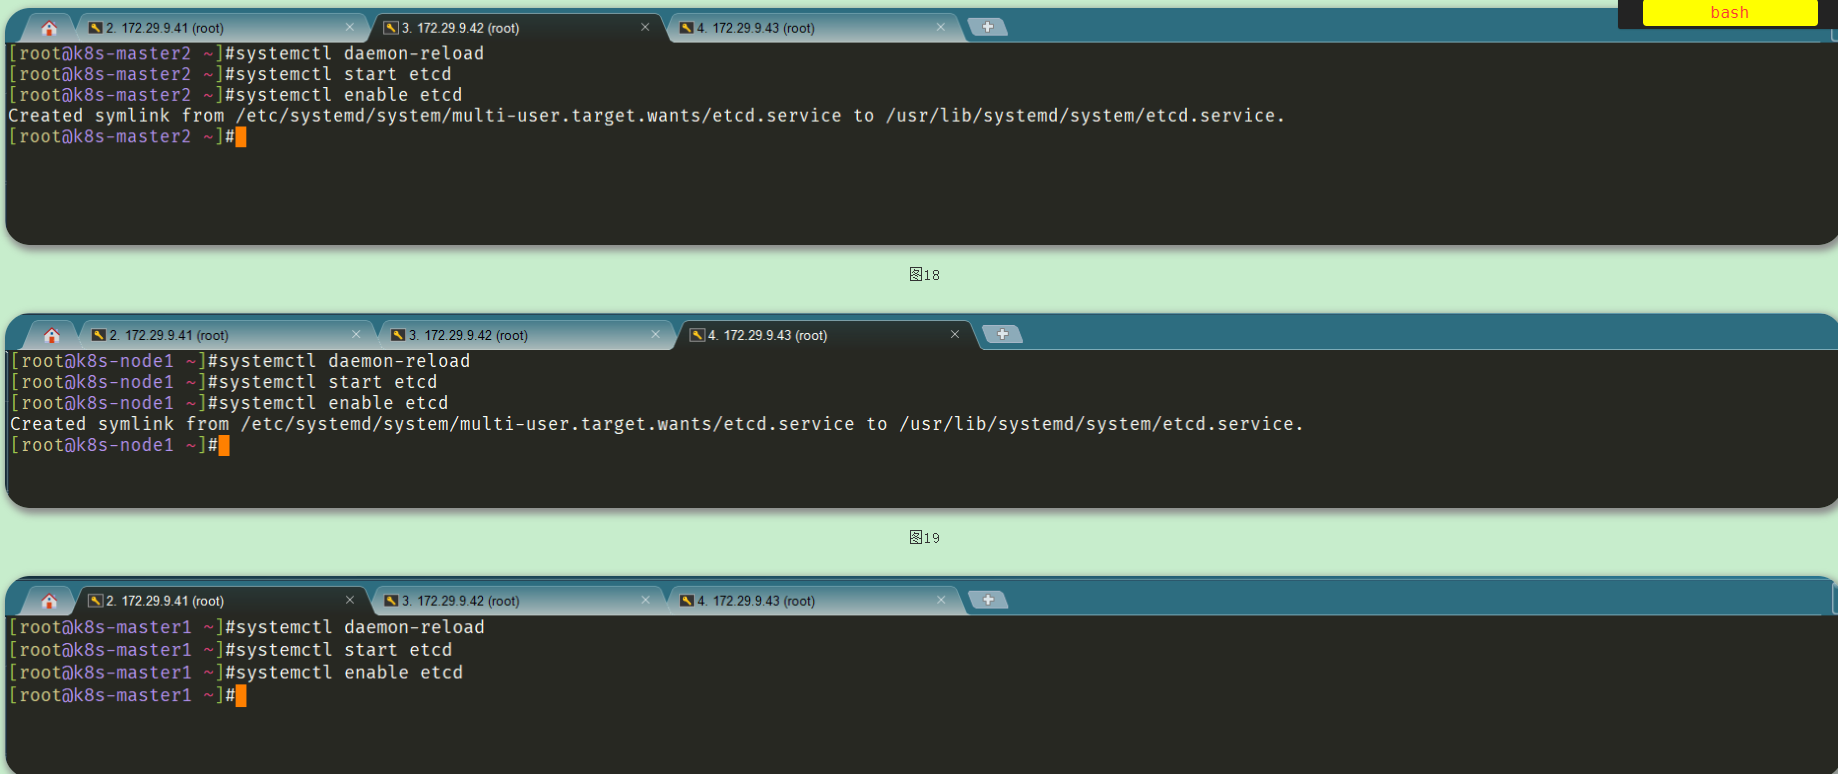 bash
2. 172.29.9.41 (root) 3. 172.29.9.42 (root) 4. 172.29.9.43 (root)
[root@k8s-master2 ~]#systemctl daemon-reload
[root@k8s-master2 ~]#systemctl start etcd
[root@k8s-master2 ~]#systemctl enable etcd
Created symlink from /etc/systemd/system/multi-user.target.wants/etcd.service to /usr/lib/systemd/system/etcd.service.
[root@k8s-master2 ~]#
图18
2. 172.29.9.41 (root) 3. 172.29.9.42 (root) 4. 172.29.9.43 (root)
[root@k8s-node1 ~]#systemctl daemon-reload
[root@k8s-node1 ~]#systemctl start etcd
[root@k8s-node1 ~]#systemctl enable etcd
Created symlink from /etc/systemd/system/multi-user.target.wants/etcd.service to /usr/lib/systemd/system/etcd.service.
[root@k8s-node1 ~]#
图19
2. 172.29.9.41 (root) 3. 172.29.9.42 (root) 4. 172.29.9.43 (root)
[root@k8s-master1 ~]#systemctl daemon-reload
[root@k8s-master1 ~]#systemctl start etcd
[root@k8s-master1 ~]#systemctl enable etcd
[root@k8s-master1 ~]#